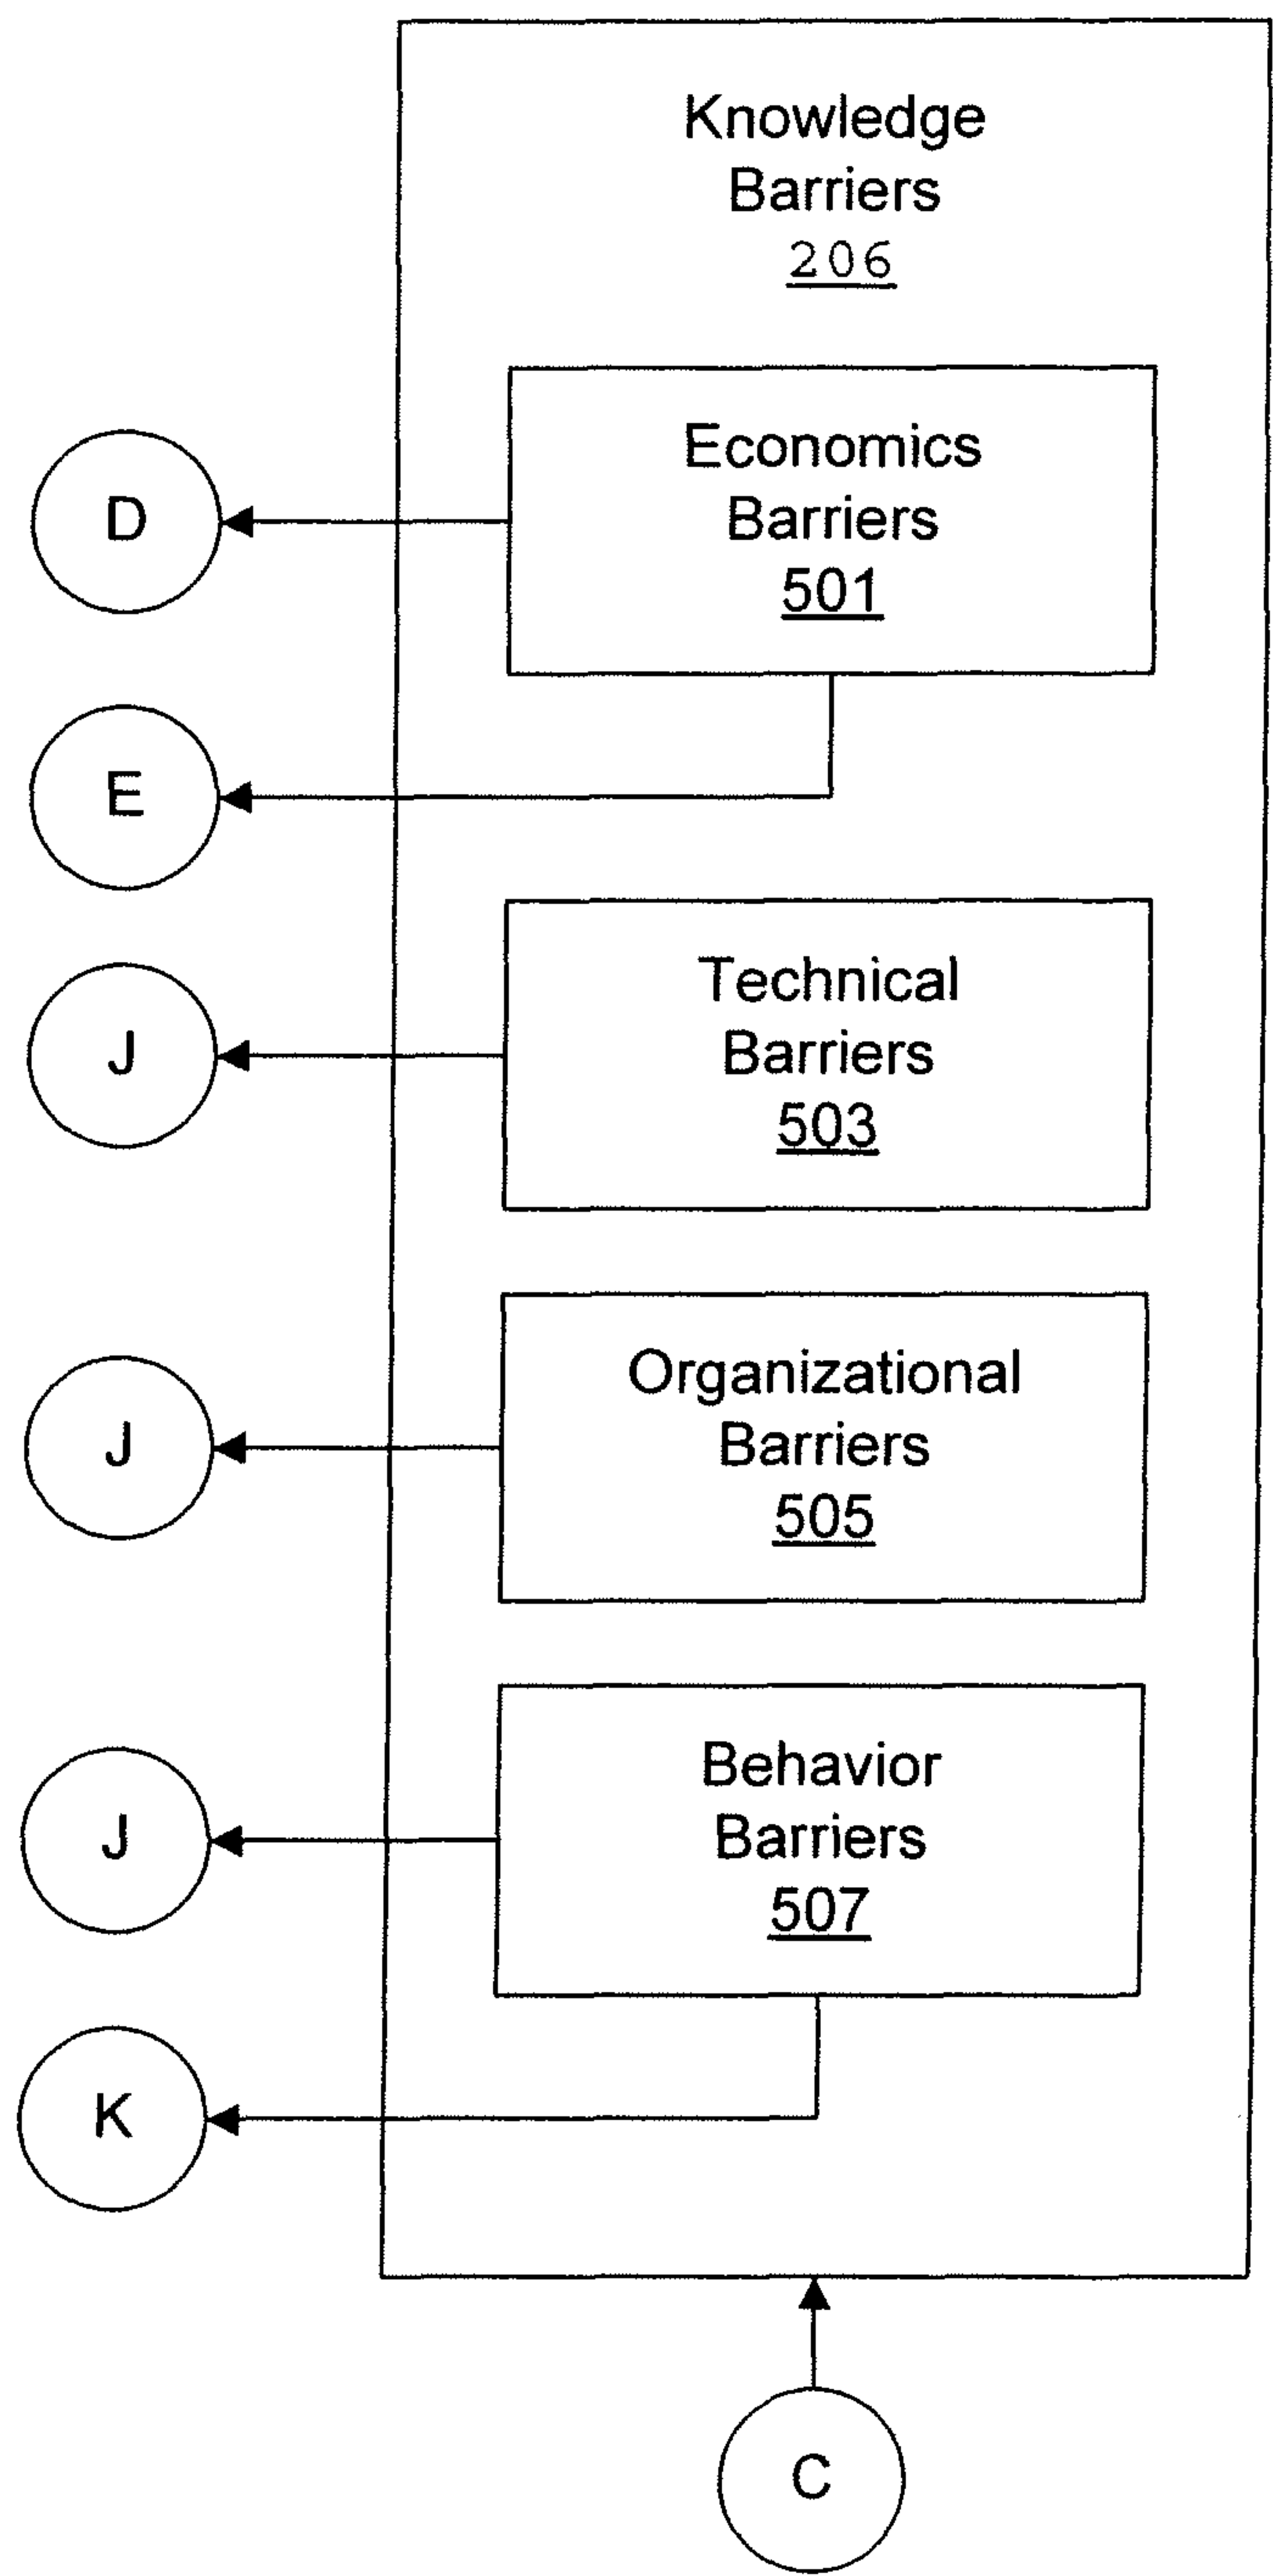 Knowledge
Barriers
206
Economics
Barriers
501
D
E
Technical
Barriers
503
J
Organizational
Barriers
505
J
Behavior
Barriers
507
J
K
C